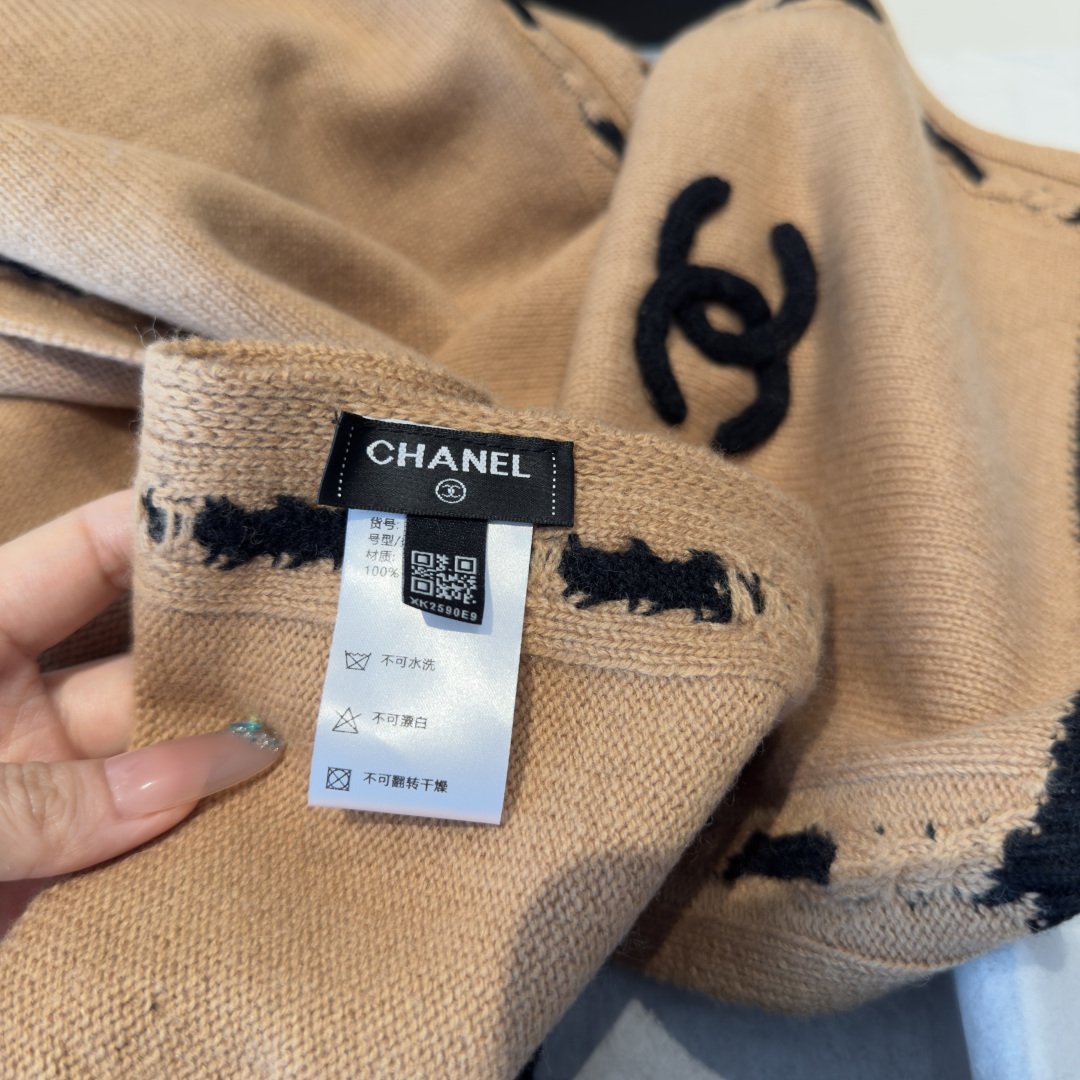 CHANEL
货号:
号型/
材质:
100%
XK2590E9
不可水洗
不可漂白
不可翻转干燥